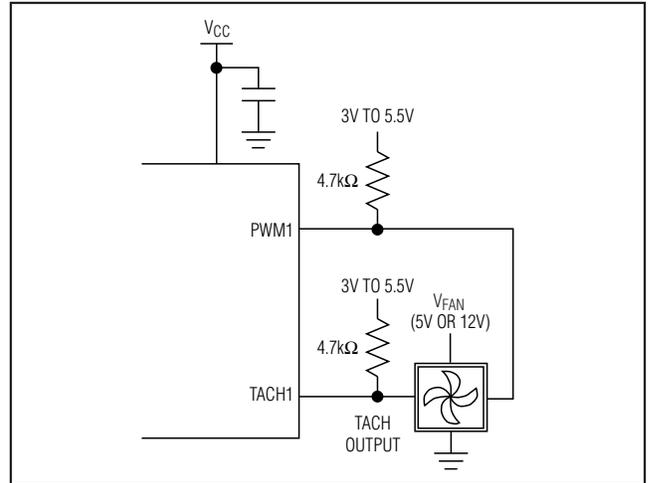 VCC
3V TO 5.5V
4.7kΩ
PWM1
3V TO 5.5V
VFAN
(5V OR 12V)
4.7kΩ
TACH1
TACH
OUTPUT